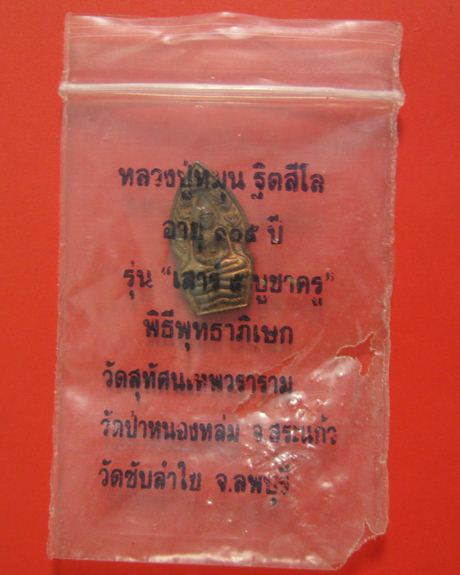 หลวงปู่หมุน ฐิตสีโล
อายุ ๑๐๕ ปี
รุ่น "เสาร์ ๕ บูชาครู"
พิธีพุทธาภิเษก
วัดสุทัศนเทพวราราม
วัดป่าหนองหล่ม จ.สระแก้ว
วัดซับลำใย จ.ลพบุรี